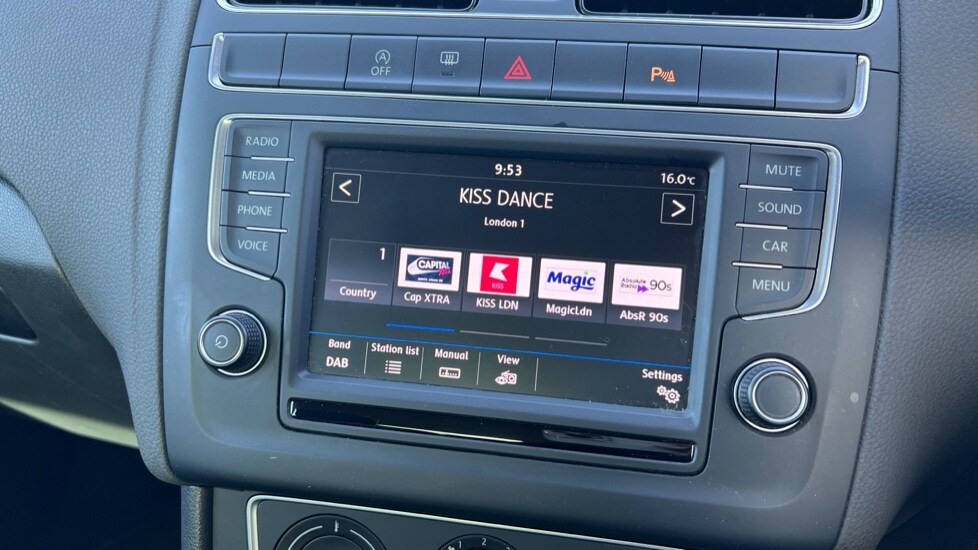 OFF
RADIO
MEDIA
PHONE
VOICE
MUTE
SOUND
CAR
MENU
9:53
16.0°C
<
KISS DANCE
>
London 1
1
Country
CAPITAL
Cap XTRA
KISS
KISS LDN
Magic
MagicLdn
Absolute
Radio 90s
AbsR 90s
Band
DAB
Station list
Manual
View
Settings
1 2